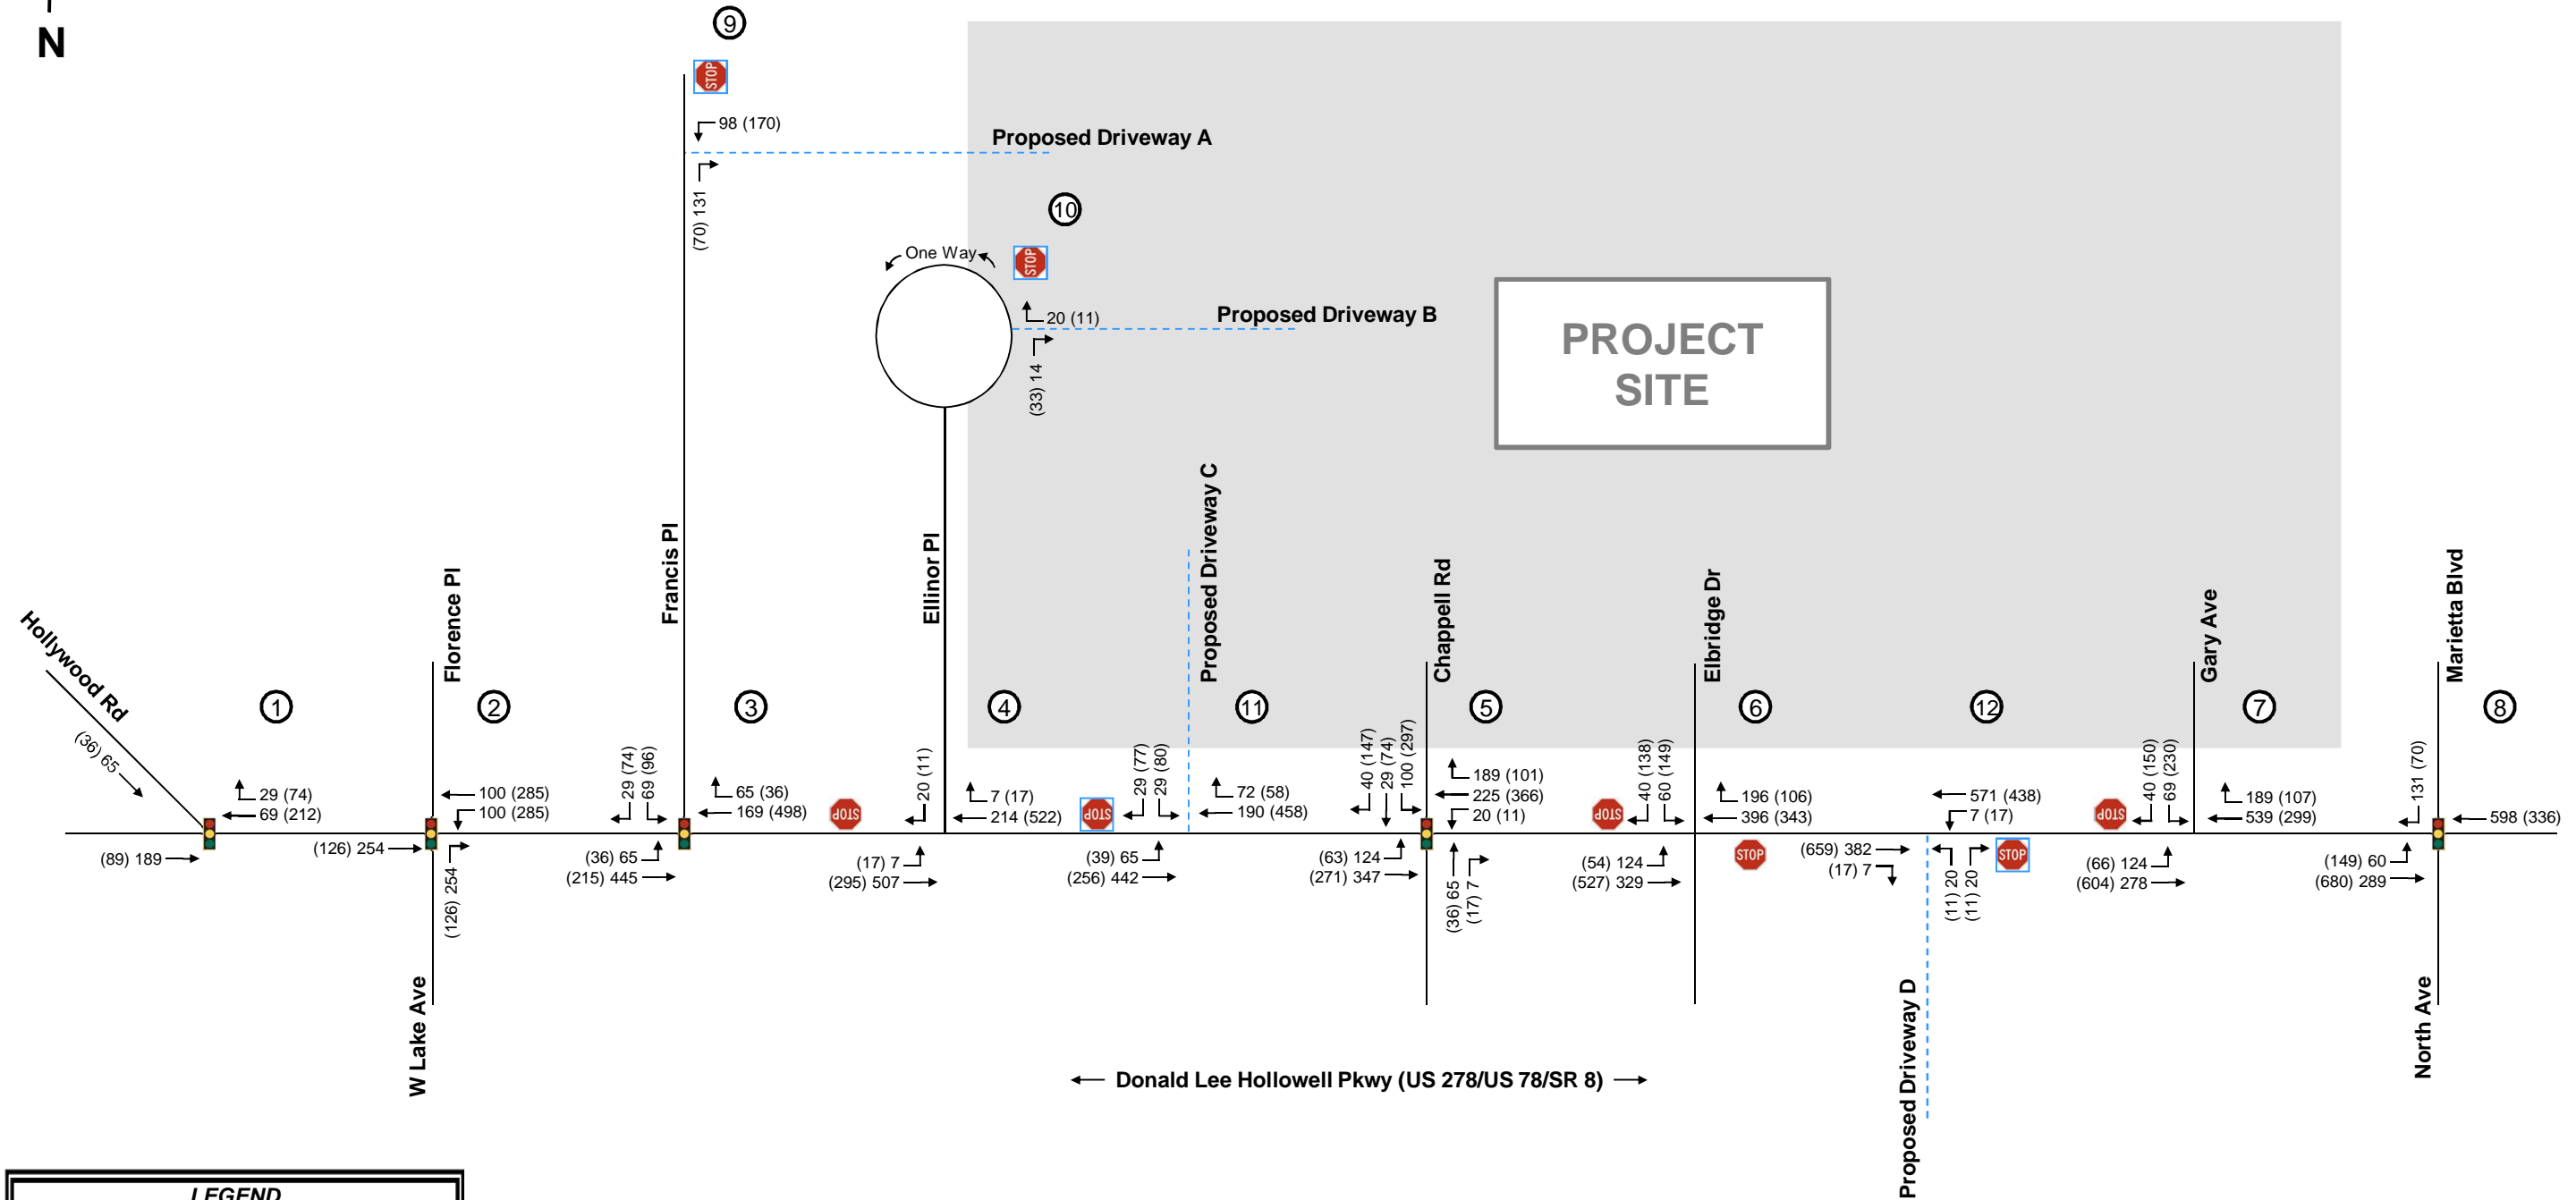 N
9
STOP
98 (170)
Proposed Driveway A
(70) 131
10
One Way
STOP
20 (11)
Proposed Driveway B
(33) 14
PROJECT
SITE
Hollywood Rd
(36) 65
1
29 (74)
69 (212)
(89) 189
Florence Pl
2
100 (285)
100 (285)
(126) 254
(126) 254
W Lake Ave
Francis Pl
3
29 (74)
69 (96)
65 (36)
169 (498)
(36) 65
(215) 445
STOP
Ellinor Pl
4
20 (11)
7 (17)
214 (522)
(17) 7
(295) 507
STOP
Proposed Driveway C
11
29 (77)
29 (80)
72 (58)
190 (458)
(39) 65
(256) 442
Chappell Rd
5
40 (147)
29 (74)
100 (297)
189 (101)
225 (366)
20 (11)
(63) 124
(271) 347
(36) 65
(17) 7
STOP
Elbridge Dr
6
40 (138)
60 (149)
196 (106)
396 (343)
(54) 124
(527) 329
STOP
12
571 (438)
7 (17)
(659) 382
(17) 7
(11) 20
(11) 20
STOP
Proposed Driveway D
STOP
Gary Ave
7
40 (150)
69 (230)
189 (107)
539 (299)
(66) 124
(604) 278
Marietta Blvd
8
131 (70)
598 (336)
(149) 60
(680) 289
North Ave
Donald Lee Hollowell Pkwy (US 278/US 78/SR 8)
LEGEND